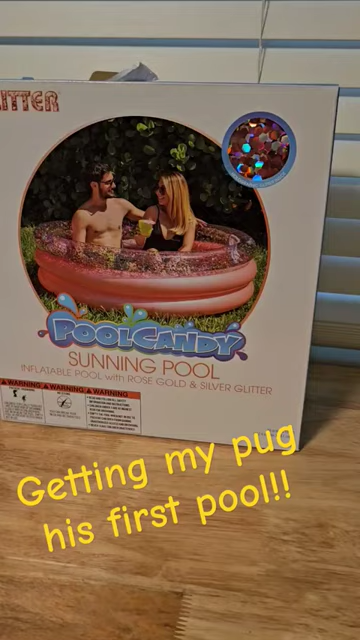 POOLCANDY
SUNNING POOL
INFLATABLE POOL with ROSE GOLD & SILVER GLITTER
WARNING WARNING WARNING
Getting my pug
his first pool!!